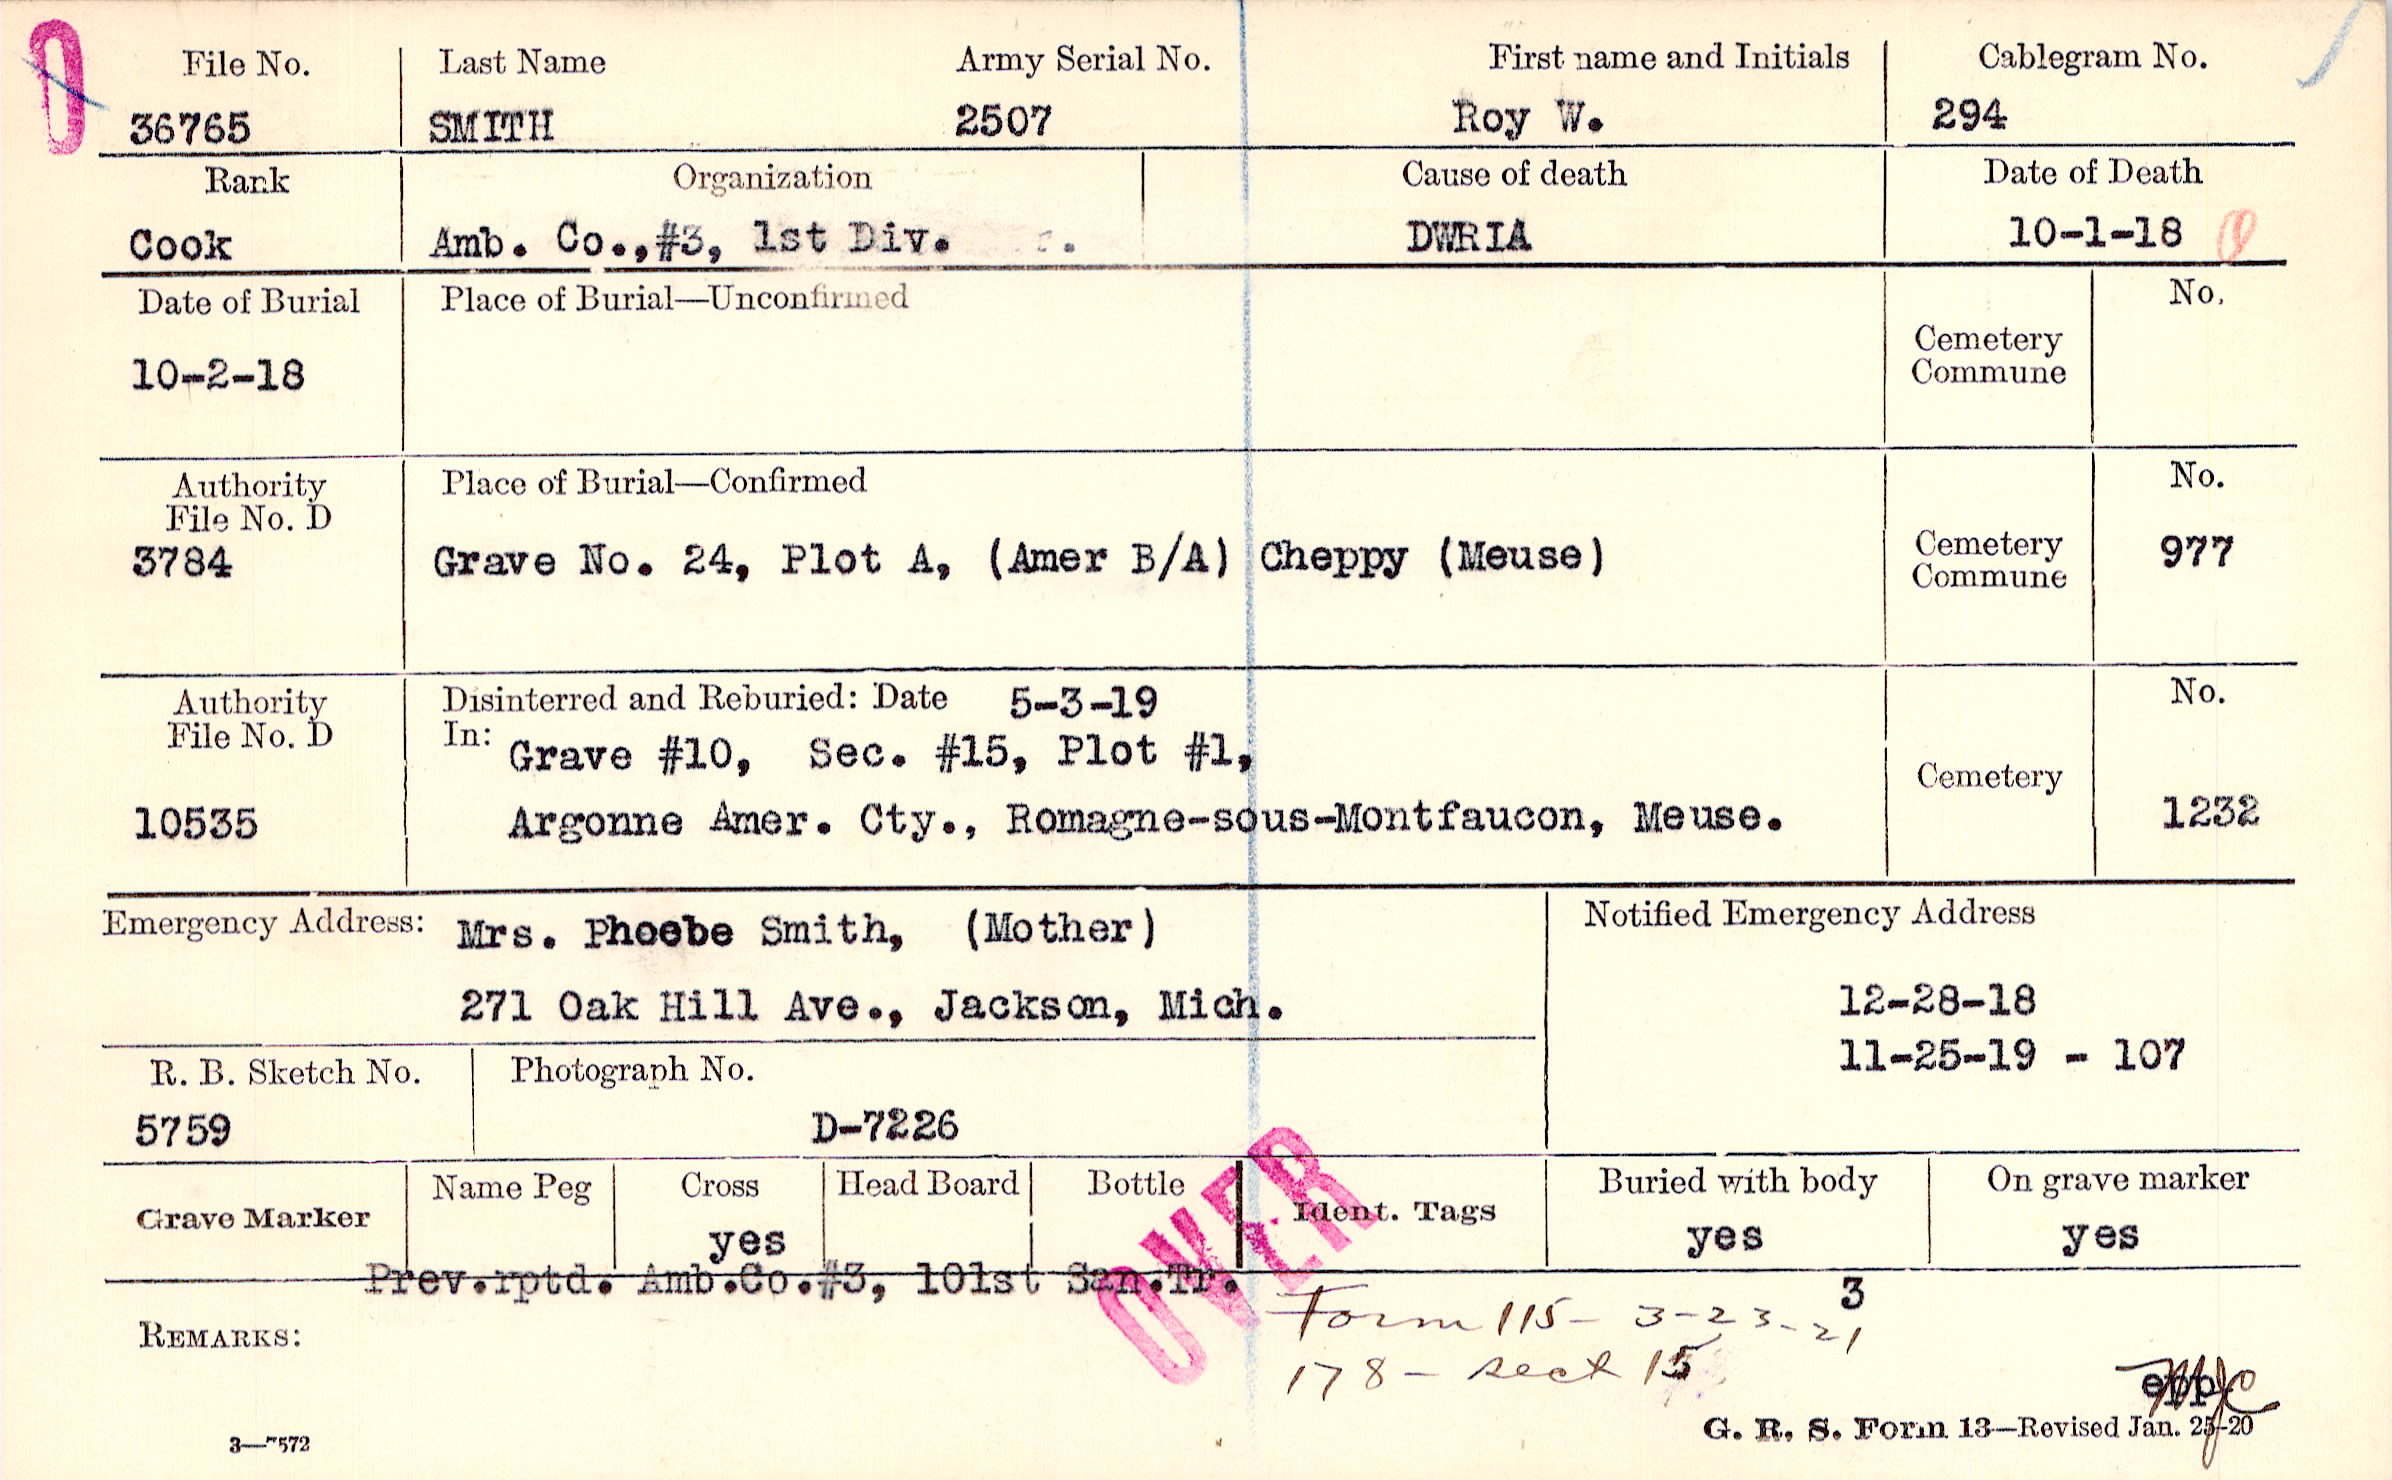 File No. Last Name Army Serial No. First name and Initials Cablegram No.
36765 SMITH 2507 Roy W. 294
Rank Organization Cause of death Date of Death
Cook Amb. Co.,#3, 1st Div. DWRIA 10-1-18
Date of Burial Place of Burial—Unconfirmed No.
10-2-18 Cemetery
Commune
Authority Place of Burial—Confirmed No.
File No. D
3784 Grave No. 24, Plot A, (Amer B/A) Cheppy (Meuse) Cemetery 977
Commune
Authority Disinterred and Reburied: Date 5-3-19 No.
File No. D In: Grave #10, Sec. #15, Plot #1,
Cemetery
10535 Argonne Amer. Cty., Romagne-sous-Montfaucon, Meuse. 1232
Emergency Address: Mrs. Phoebe Smith, (Mother) Notified Emergency Address
271 Oak Hill Ave., Jackson, Mich. 12-28-18
11-25-19 - 107
R. B. Sketch No. Photograph No.
5759 D-7226
Grave Marker Name Peg Cross Head Board Bottle Ident. Tags Buried with body On grave marker
yes yes yes
OVER
Prev.rptd. Amb.Co.#3, 101st San.Tr. 3
Form 115- 3-23-21
REMARKS:
178 - sect 15
G. R. S. Form 13—Revised Jan. 25-20
3—7572